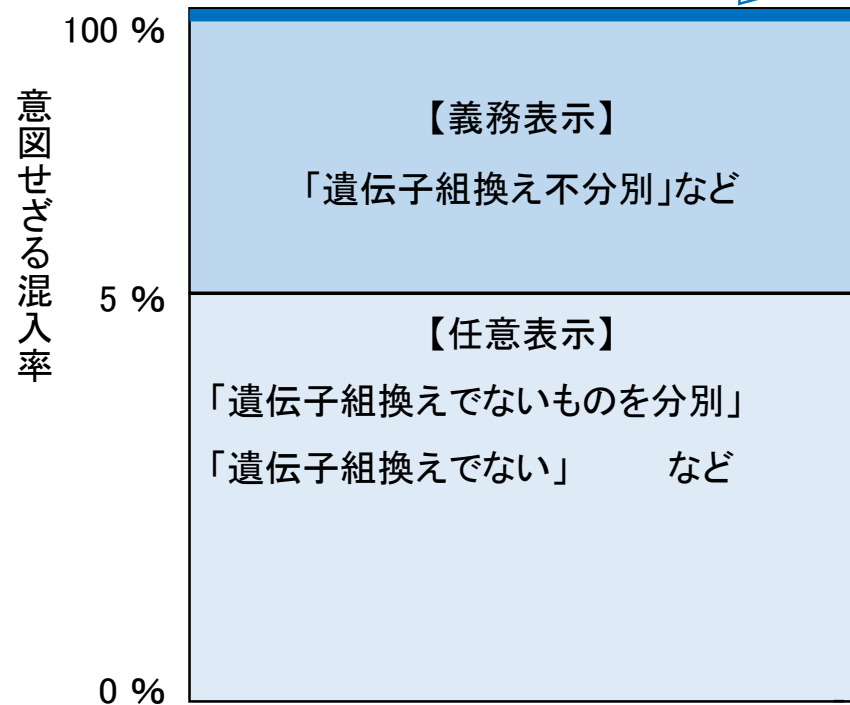 100 %
意図せざる混入率
【義務表示】
「遺伝子組換え不分別」など
5 %
【任意表示】
「遺伝子組換えでないものを分別」
「遺伝子組換えでない」 など
0 %